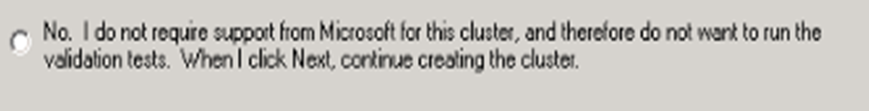 No.  I do not require support from Microsoft for this cluster, and therefore do not want to run the
validation tests.  When I click Next, continue creating the cluster.